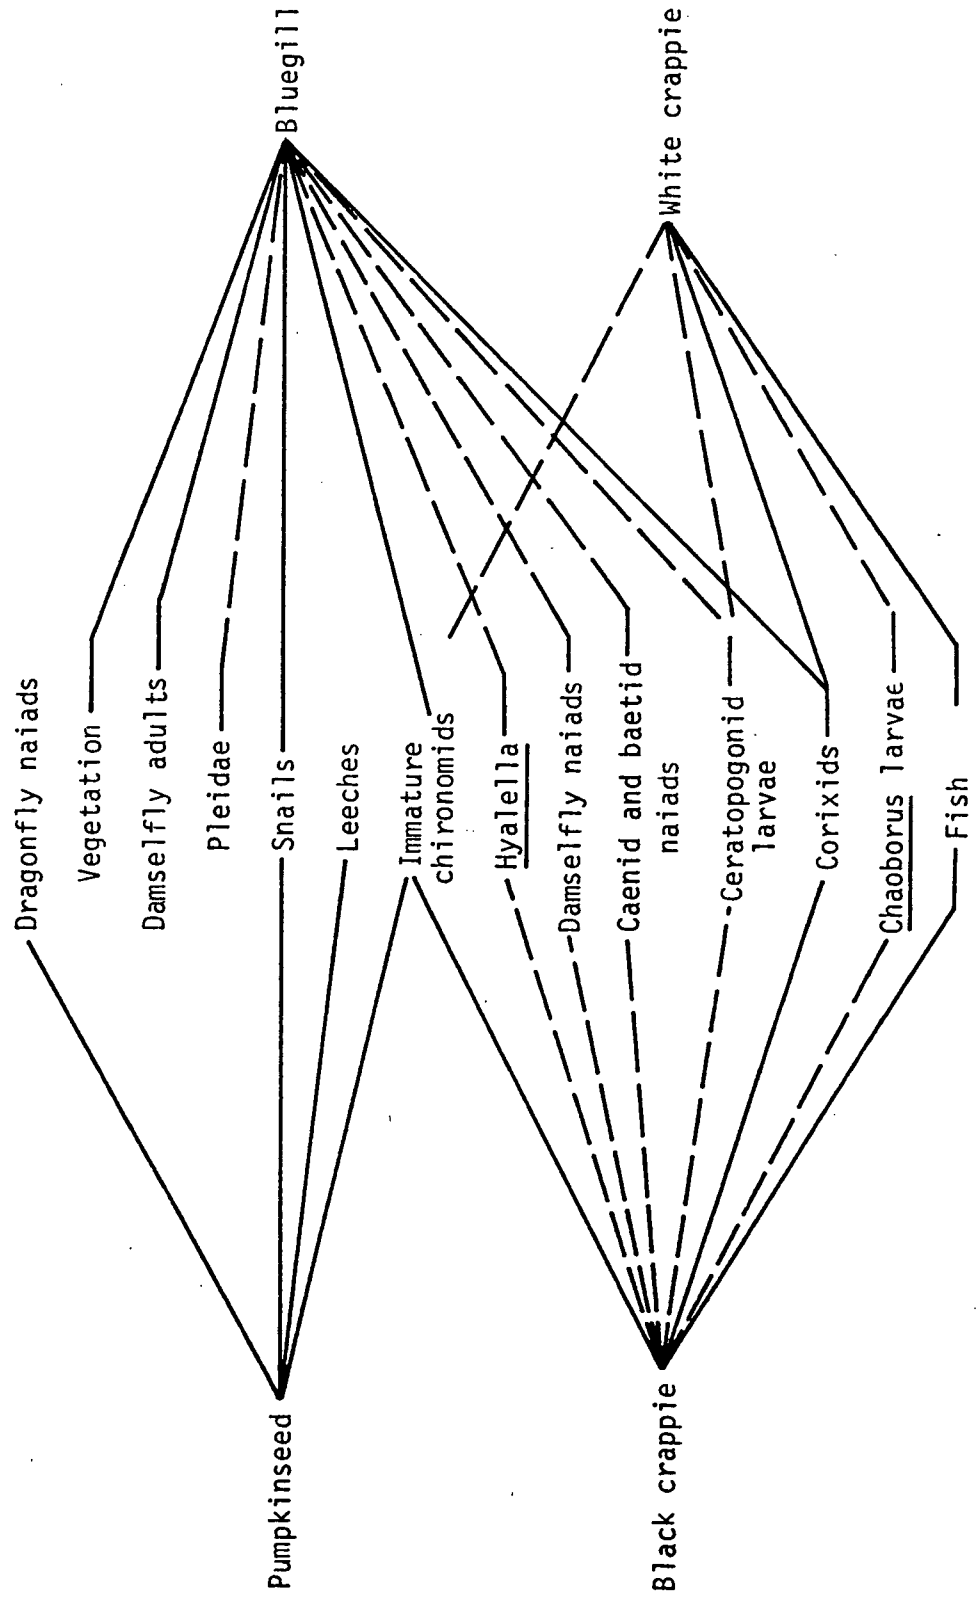 Dragonfly naiads
Vegetation
Damselfly adults
Pleidae
Pumpkinseed
Snails
Bluegill
Leeches
Immature
chironomids
Hyalella
Damselfly naiads
Caenid and baetid
naiads
Black crappie
White crappie
Ceratopogonid
larvae
Corixids
Chaoborus larvae
Fish